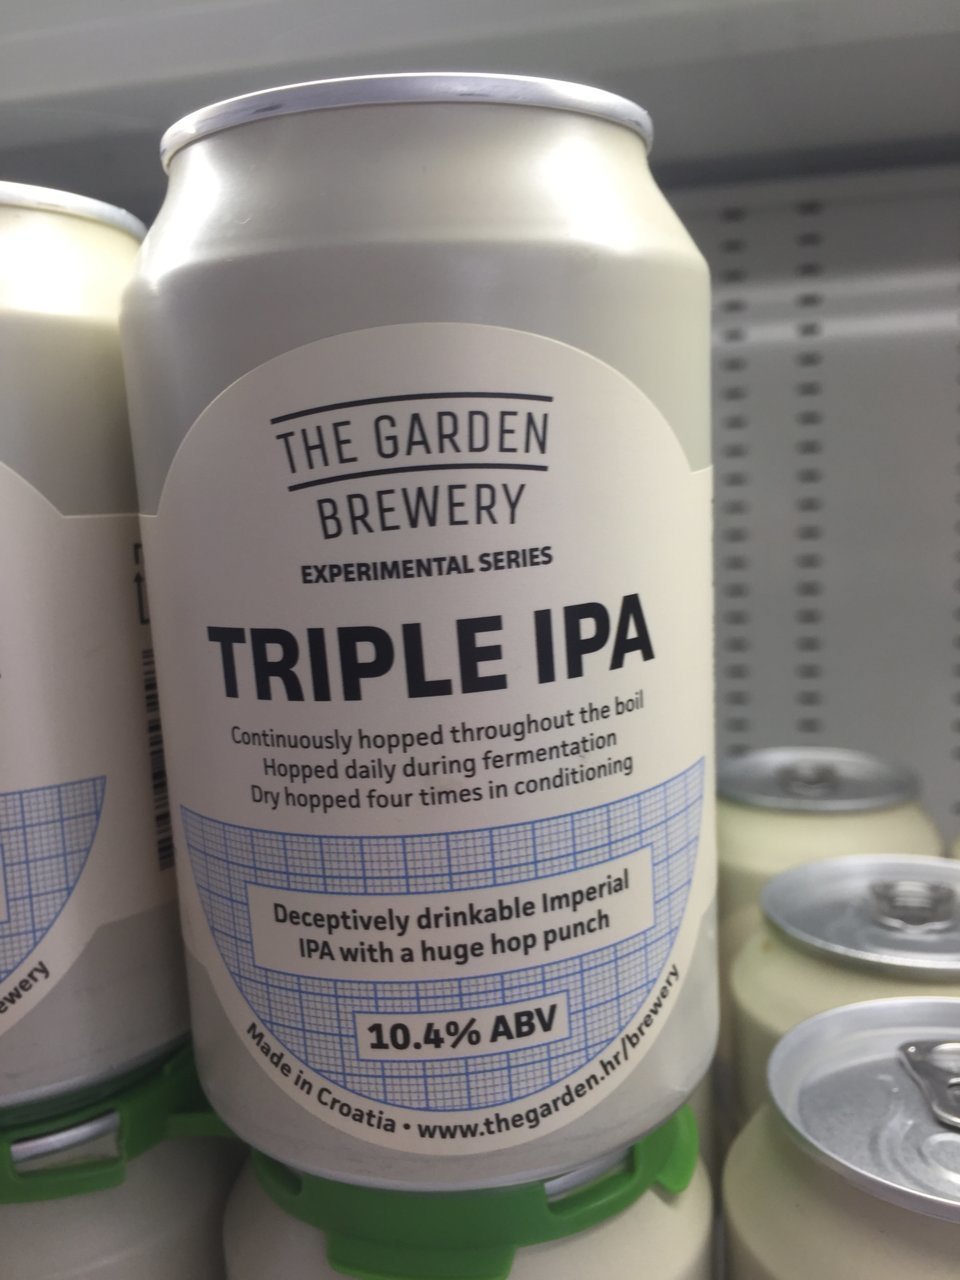 THE GARDEN
BREWERY
EXPERIMENTAL SERIES
TRIPLE IPA
Continuously hopped throughout the boil
Hopped daily during fermentation
Dry hopped four times in conditioning
Deceptively drinkable Imperial
IPA with a huge hop punch
10.4% ABV
Made in Croatia • www.thegarden.hr/brewery
ewery